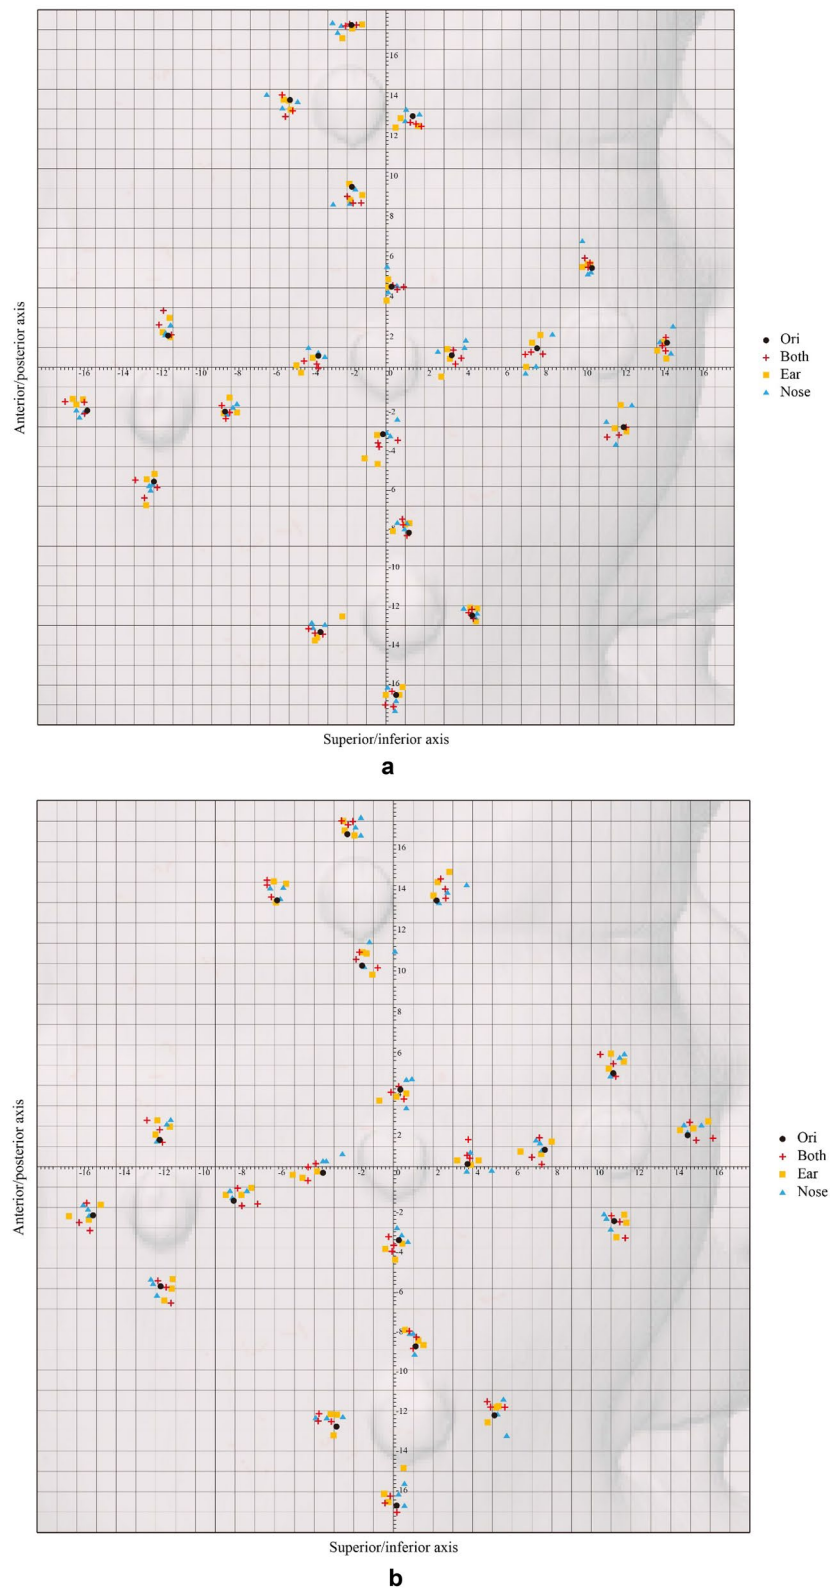 16
14
12
10
8
6
4
2
-16 -14 -12 -10 -8 -6 -4 -2 0 2 4 6 8 10 12 14 16
-2
-4
-6
-8
-10
-12
-14
-16
Anterior/posterior axis
Superior/inferior axis
Ori
Both
Ear
Nose
a
16
14
12
10
8
6
4
2
-16 -14 -12 -10 -8 -6 -4 -2 0 2 4 6 8 10 12 14 16
-2
-4
-6
-8
-10
-12
-14
-16
Anterior/posterior axis
Superior/inferior axis
Ori
Both
Ear
Nose
b